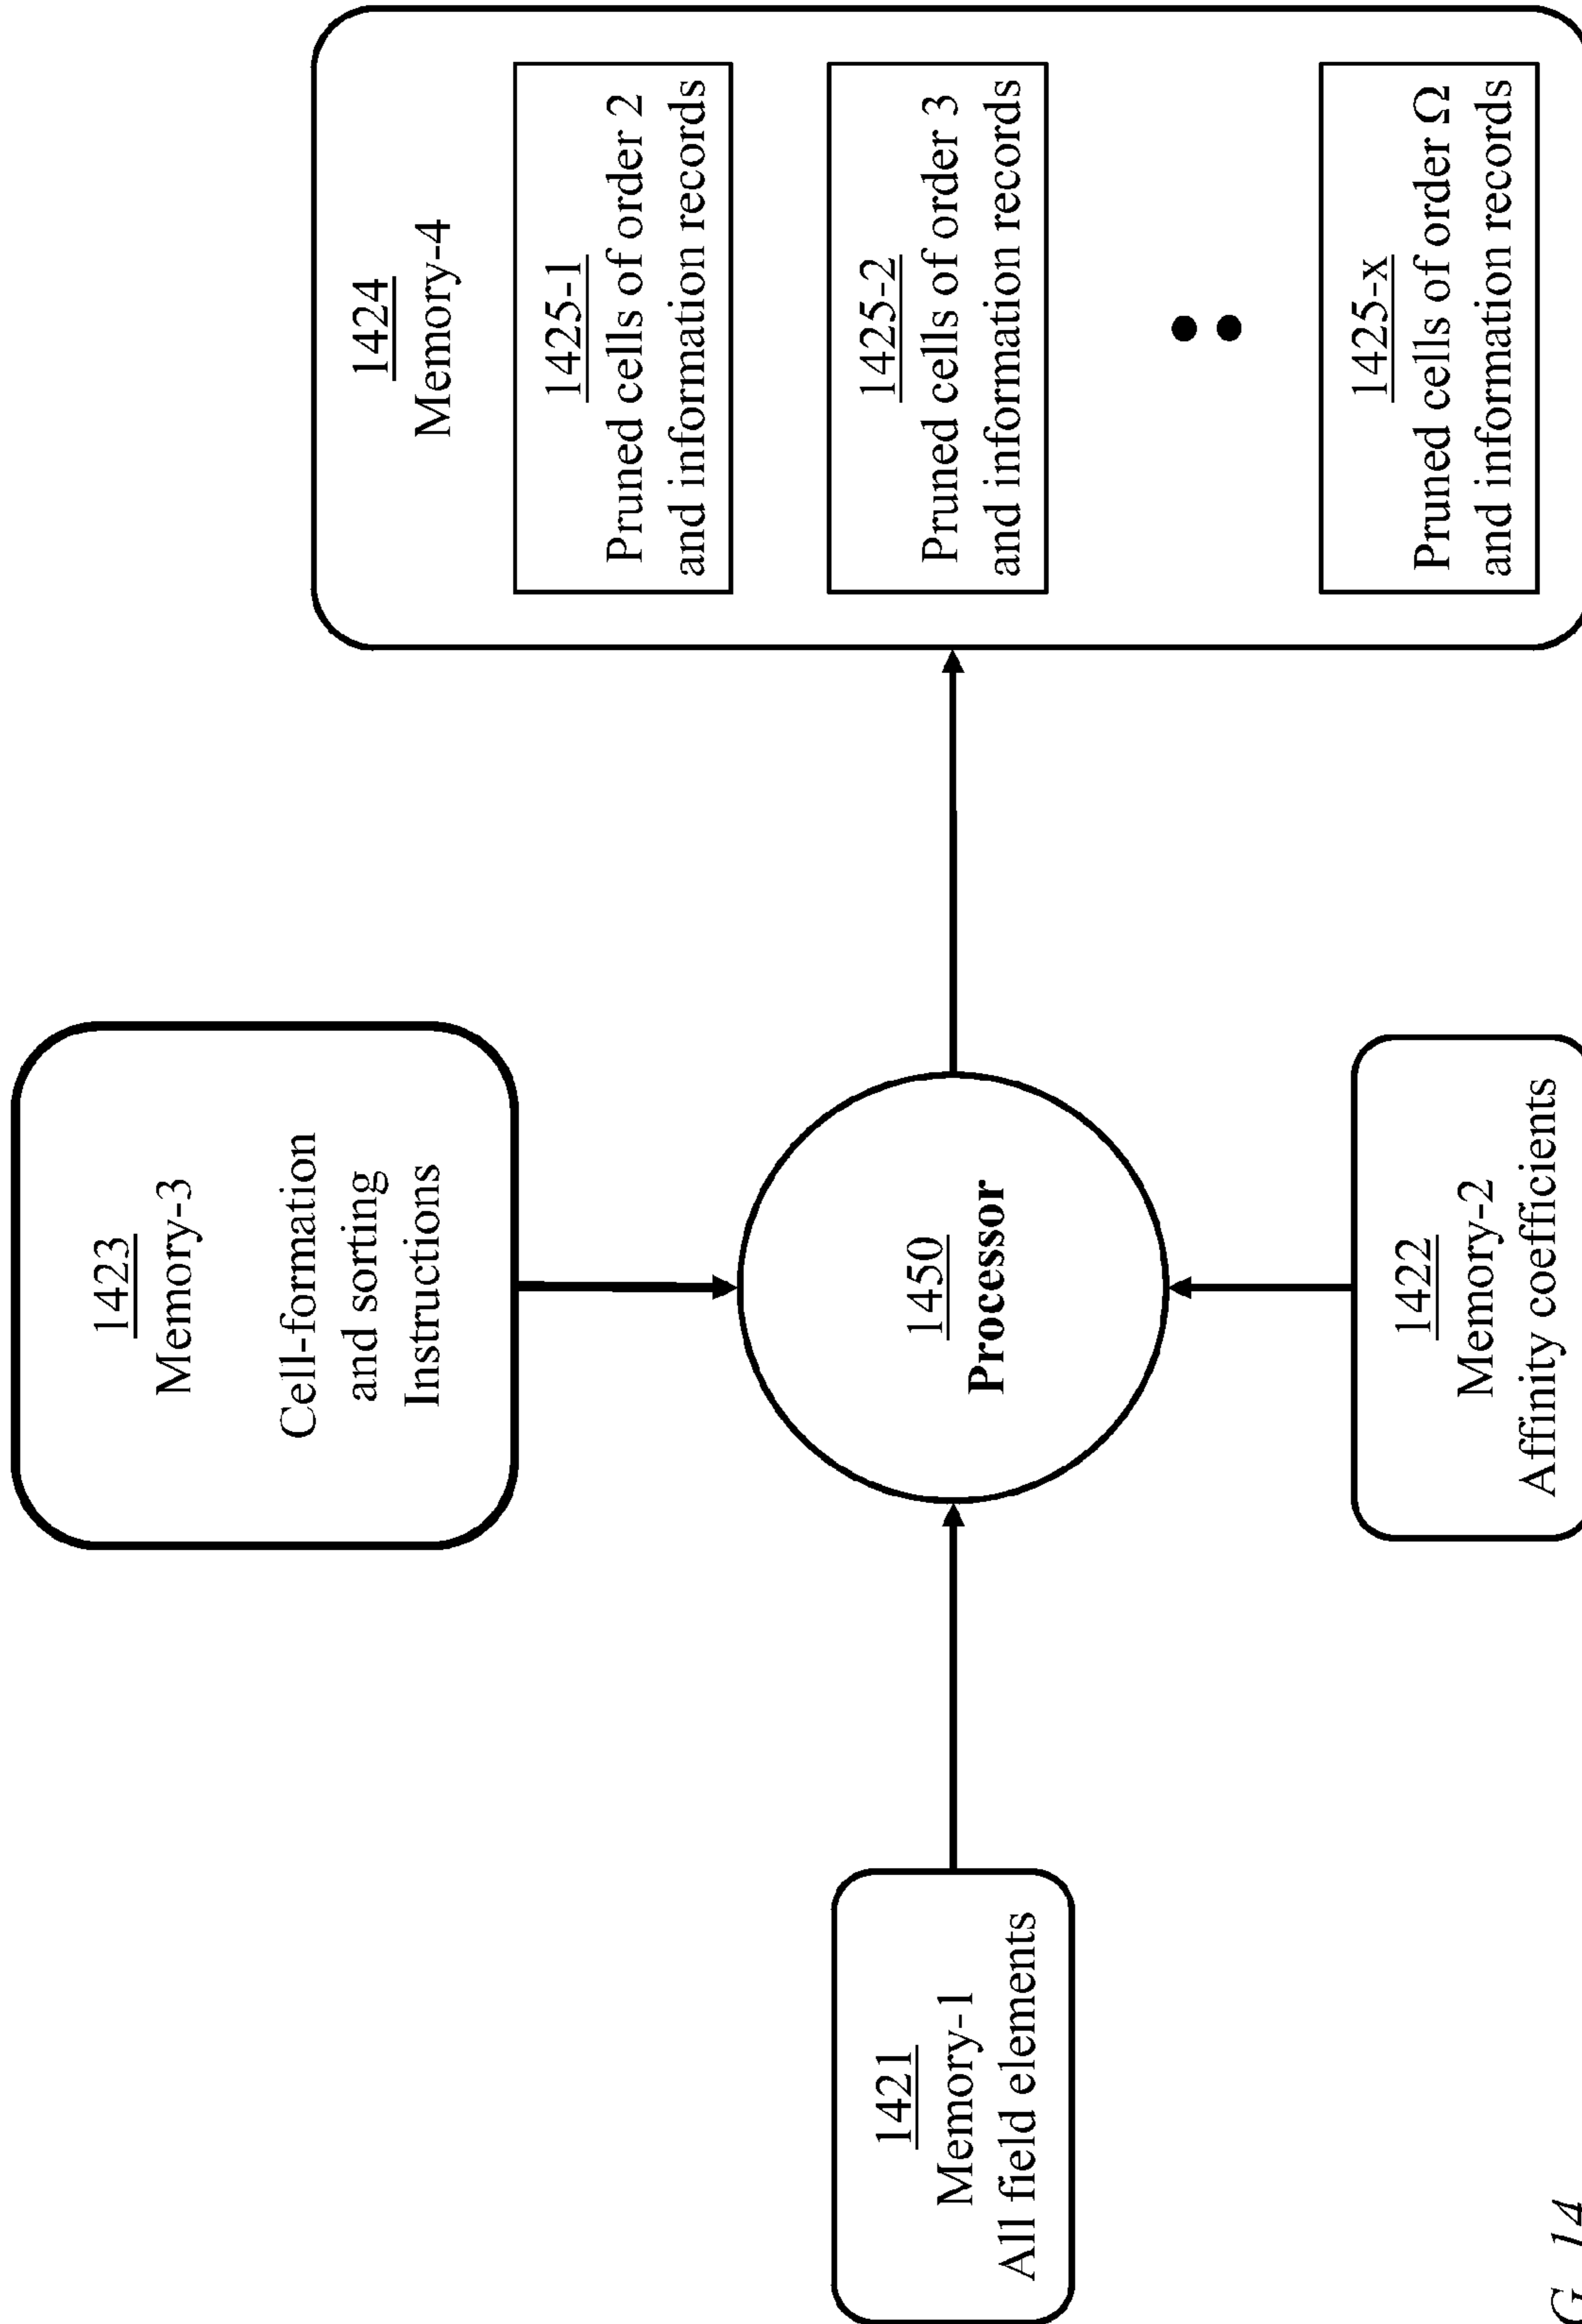 1423
Memory-3
Cell-formation
and sorting
Instructions
1421
Memory-1
All field elements
1450
Processor
1422
Memory-2
Affinity coefficients
1424
Memory-4
1425-1
Pruned cells of order 2
and information records
1425-2
Pruned cells of order 3
and information records
1425-x
Pruned cells of order Ω
and information records
G. 14